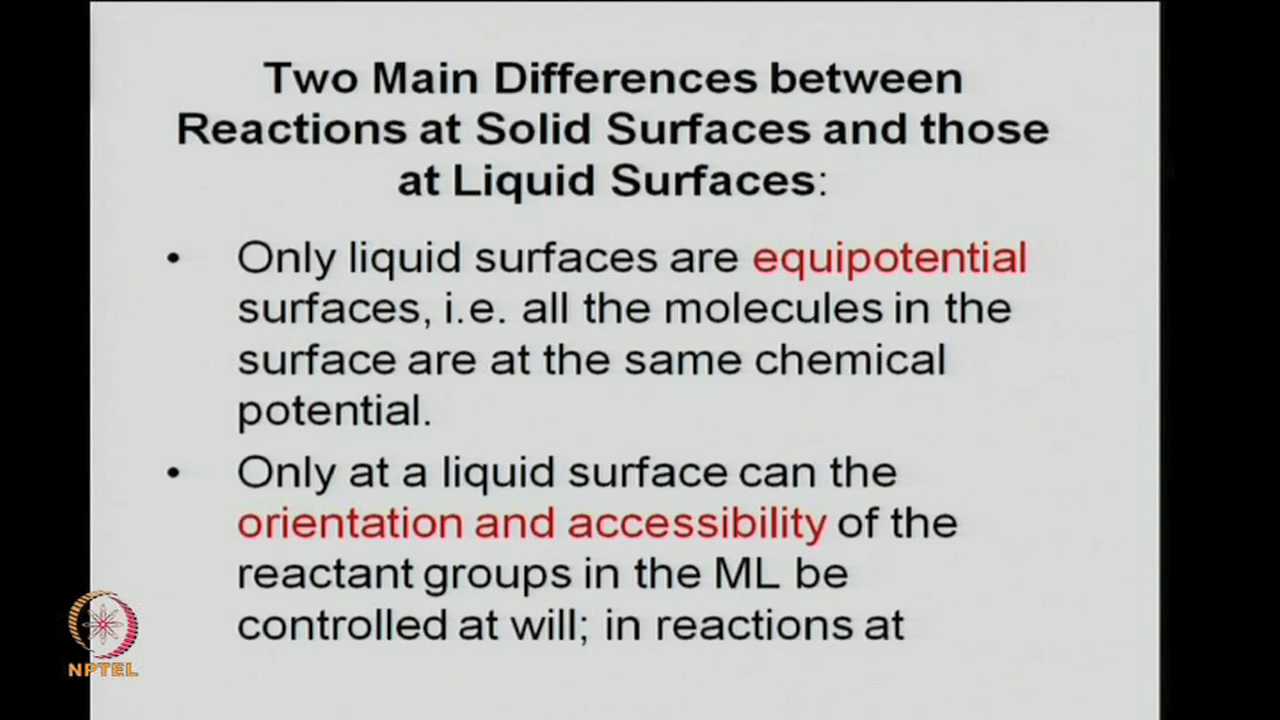 Two Main Differences between
Reactions at Solid Surfaces and those
at Liquid Surfaces:
• Only liquid surfaces are equipotential
surfaces, i.e. all the molecules in the
surface are at the same chemical
potential.
• Only at a liquid surface can the
orientation and accessibility of the
reactant groups in the ML be
controlled at will; in reactions at
NPTEL